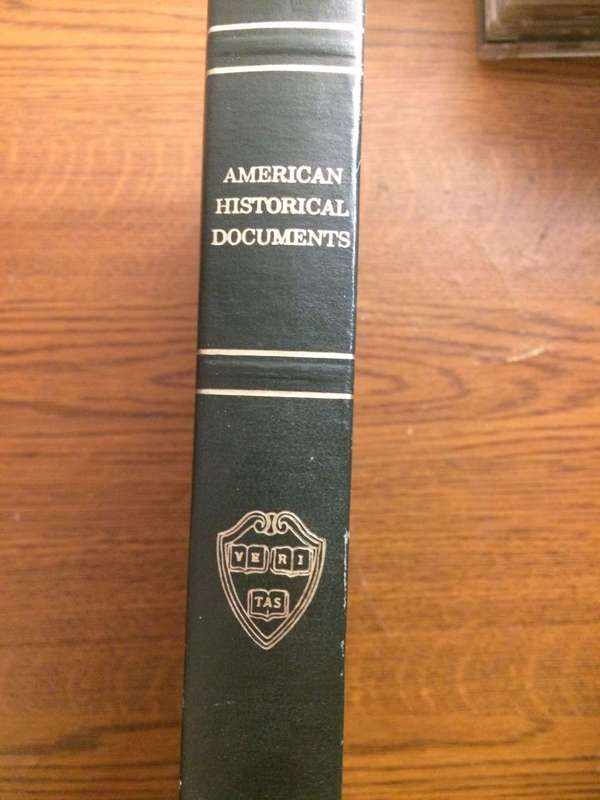 AMERICAN
HISTORICAL
DOCUMENTS
VE RI
TAS